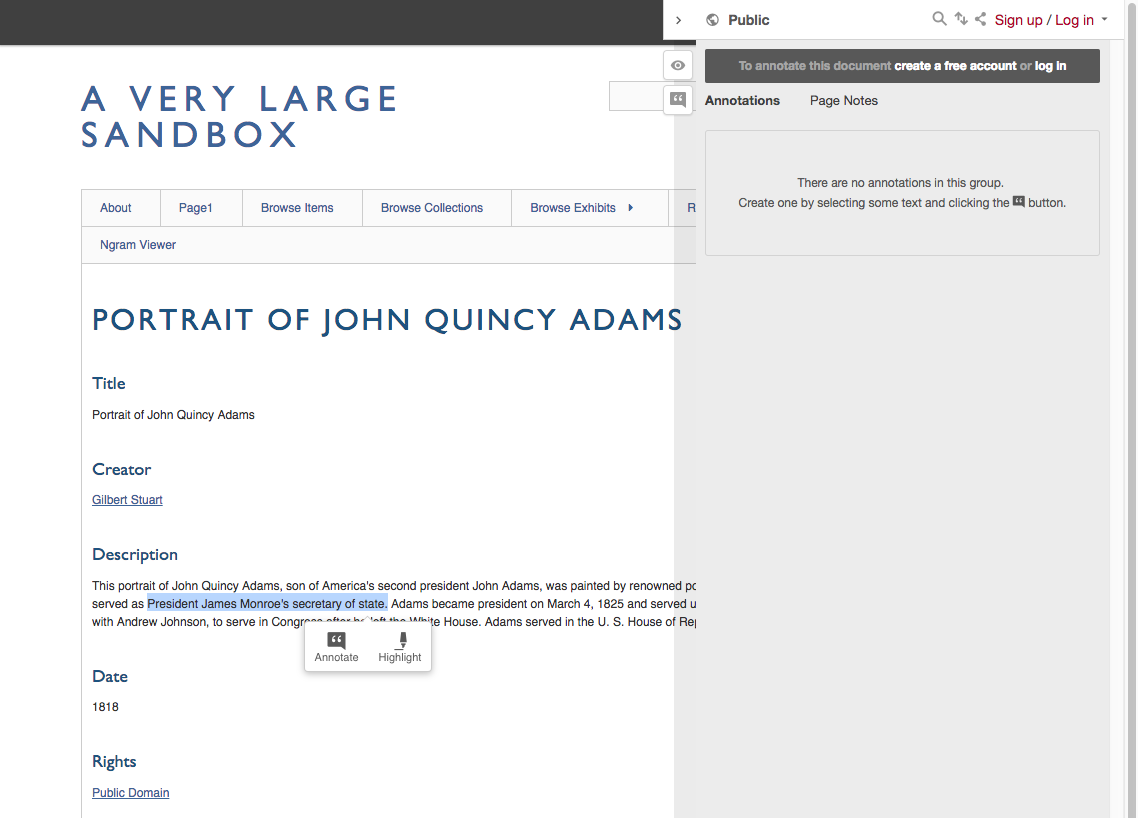 Public
Sign up / Log in
To annotate this document create a free account or log in
A VERY LARGE
SANDBOX
Annotations Page Notes
There are no annotations in this group.
Create one by selecting some text and clicking the button.
About Page1 Browse Items Browse Collections Browse Exhibits R
Ngram Viewer
PORTRAIT OF JOHN QUINCY ADAMS
Title
Portrait of John Quincy Adams
Creator
Gilbert Stuart
Description
This portrait of John Quincy Adams, son of America's second president John Adams, was painted by renowned po
served as President James Monroe's secretary of state. Adams became president on March 4, 1825 and served u
with Andrew Johnson, to serve in Congress after he left the White House. Adams served in the U. S. House of Rep
Annotate Highlight
Date
1818
Rights
Public Domain